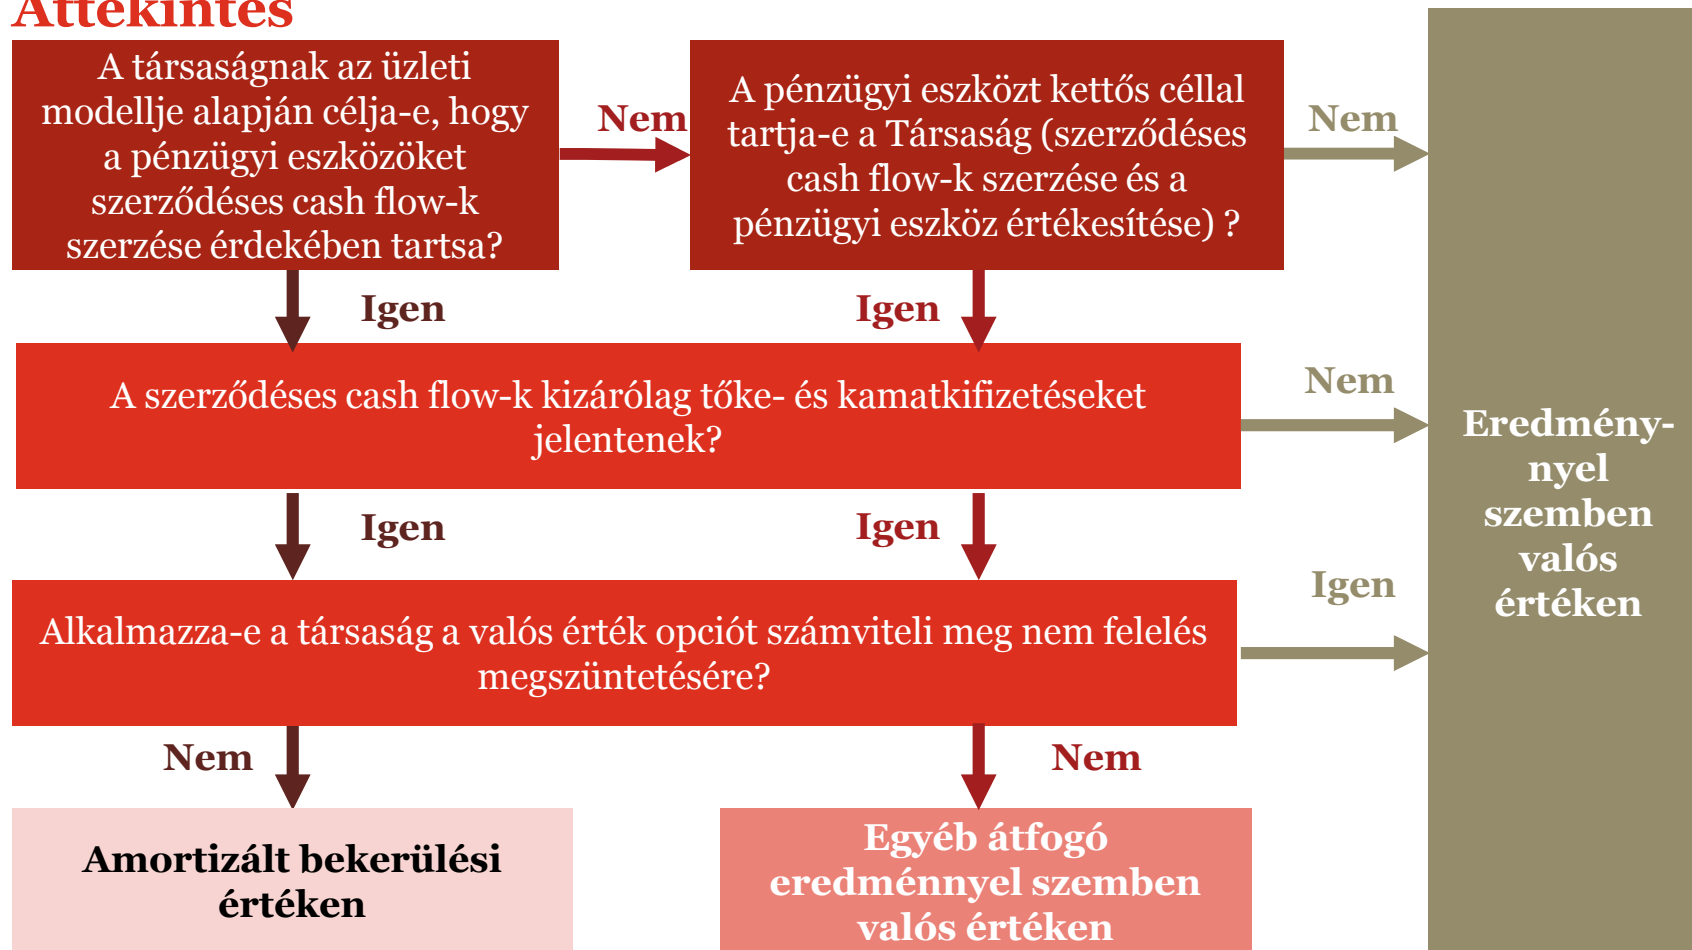 Áttekintés
A társaságnak az üzleti
modellje alapján célja-e, hogy
a pénzügyi eszközöket
szerződéses cash flow-k
szerzése érdekében tartsa?
Nem
A pénzügyi eszközt kettős céllal
tartja-e a Társaság (szerződéses
cash flow-k szerzése és a
pénzügyi eszköz értékesítése) ?
Nem
Igen
Igen
A szerződéses cash flow-k kizárólag tőke- és kamatkifizetéseket
jelentenek?
Nem
Igen
Igen
Alkalmazza-e a társaság a valós érték opciót számviteli meg nem felelés
megszüntetésére?
Igen
Nem
Nem
Amortizált bekerülési
értéken
Egyéb átfogó
eredménnyel szemben
valós értéken
Eredmény-
nyel
szemben
valós
értéken